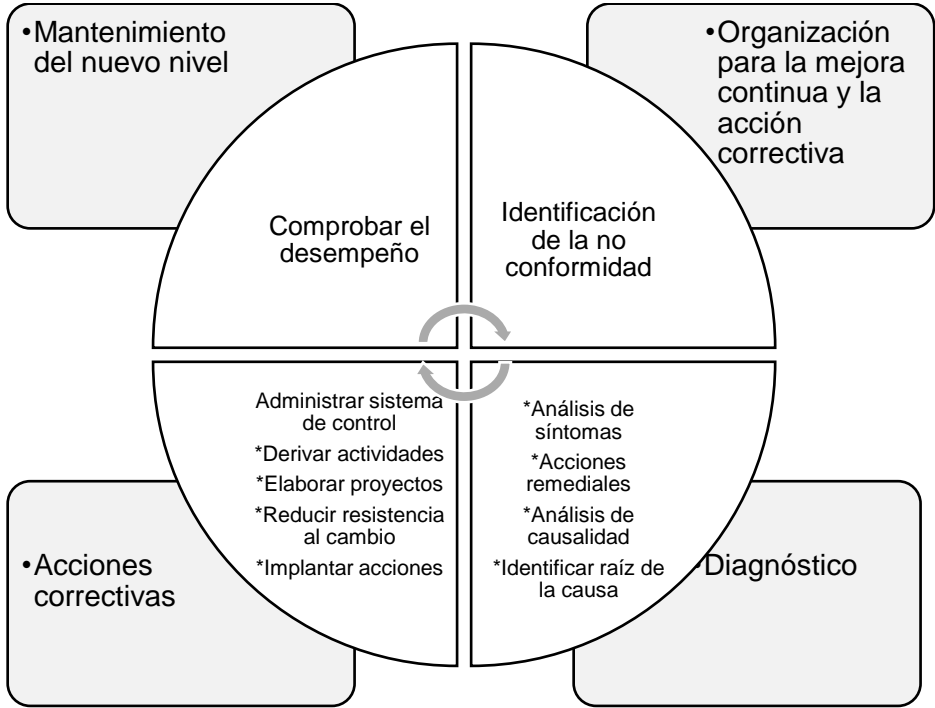 •Mantenimiento
del nuevo nivel
•Organización
para la mejora
continua y la
acción
correctiva
Comprobar el
desempeño
Identificación
de la no
conformidad
Administrar sistema
de control
*Derivar actividades
*Elaborar proyectos
*Reducir resistencia
al cambio
*Implantar acciones
*Análisis de
síntomas
*Acciones
remediales
*Análisis de
causalidad
*Identificar raíz de
la causa
•Acciones
correctivas
•Diagnóstico